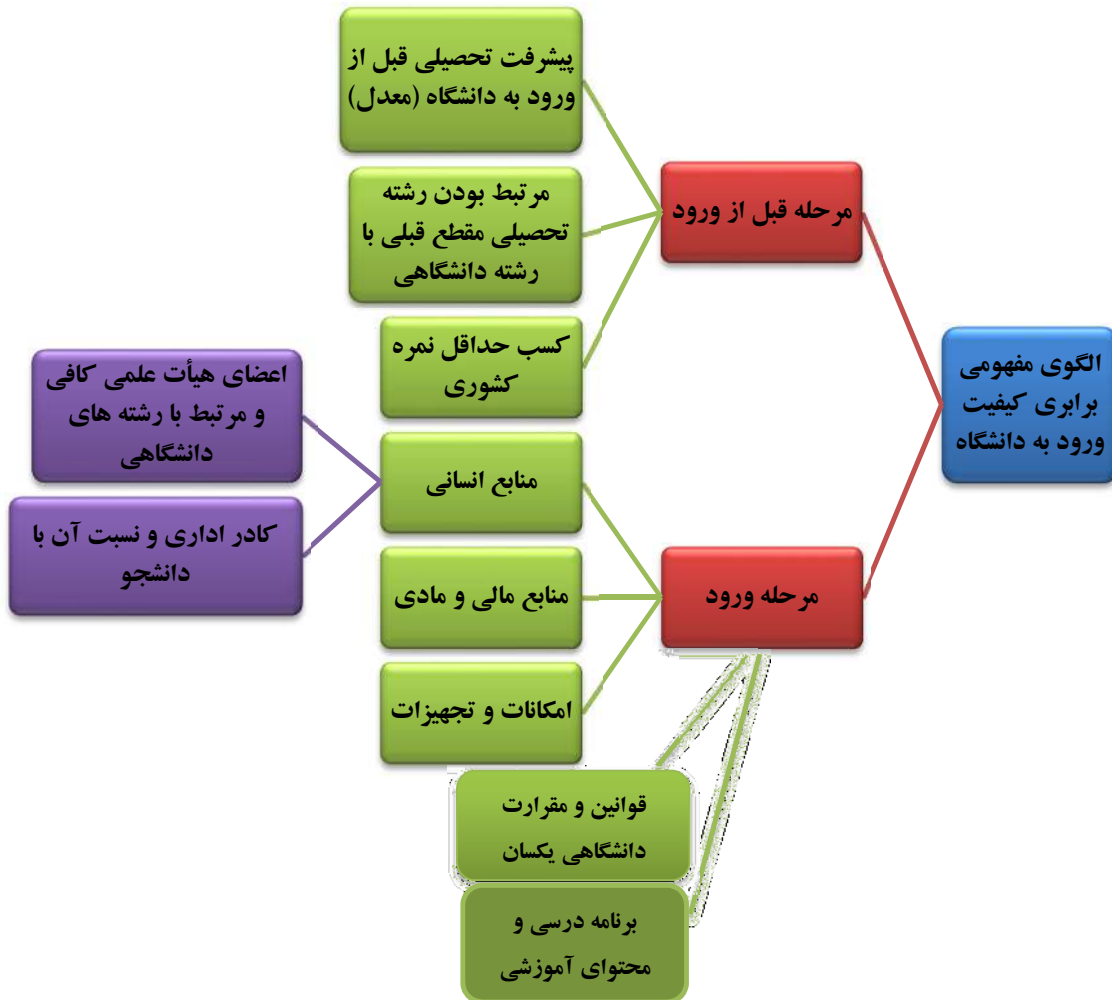 الگوی مفهومی
برابری کیفیت
ورود به دانشگاه
مرحله قبل از ورود
پیشرفت تحصیلی قبل از
ورود به دانشگاه (معدل)
مرتبط بودن رشته
تحصیلی مقطع قبلی با
رشته دانشگاهی
کسب حداقل نمره
کشوری
مرحله ورود
منابع انسانی
اعضای هیأت علمی کافی
و مرتبط با رشته های
دانشگاهی
کادر اداری و نسبت آن با
دانشجو
منابع مالی و مادی
امکانات و تجهیزات
قوانین و مقرارت
دانشگاهی یکسان
برنامه درسی و
محتوای آموزشی